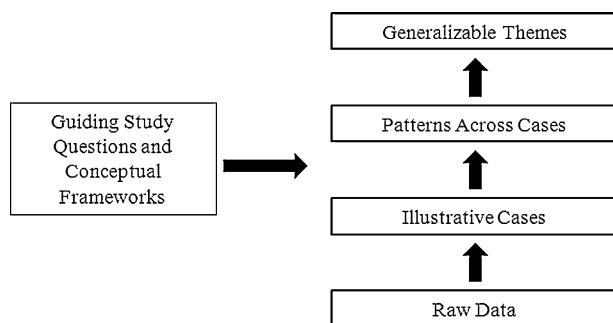 Generalizable Themes
Guiding Study
Questions and
Conceptual
Frameworks
Patterns Across Cases
Illustrative Cases
Raw Data